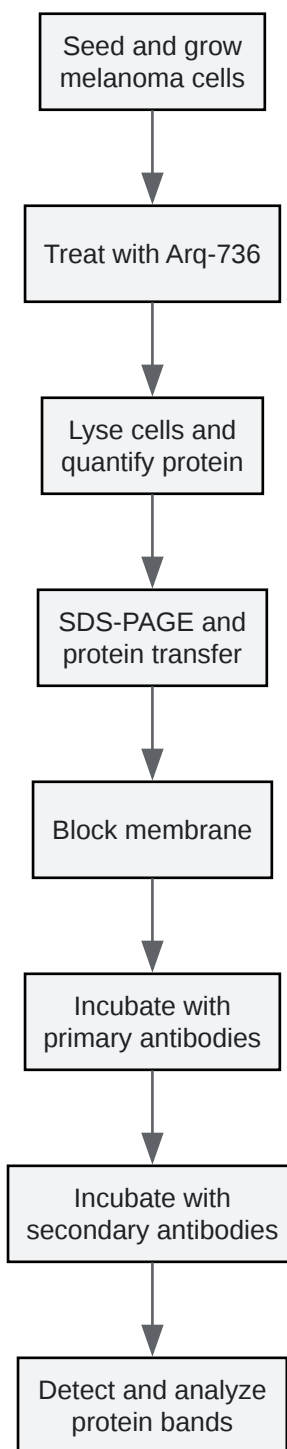 Seed and grow
melanoma cells
Treat with Arq-736
Lyse cells and
quantify protein
SDS-PAGE and
protein transfer
Block membrane
Incubate with
primary antibodies
Incubate with
secondary antibodies
Detect and analyze
protein bands